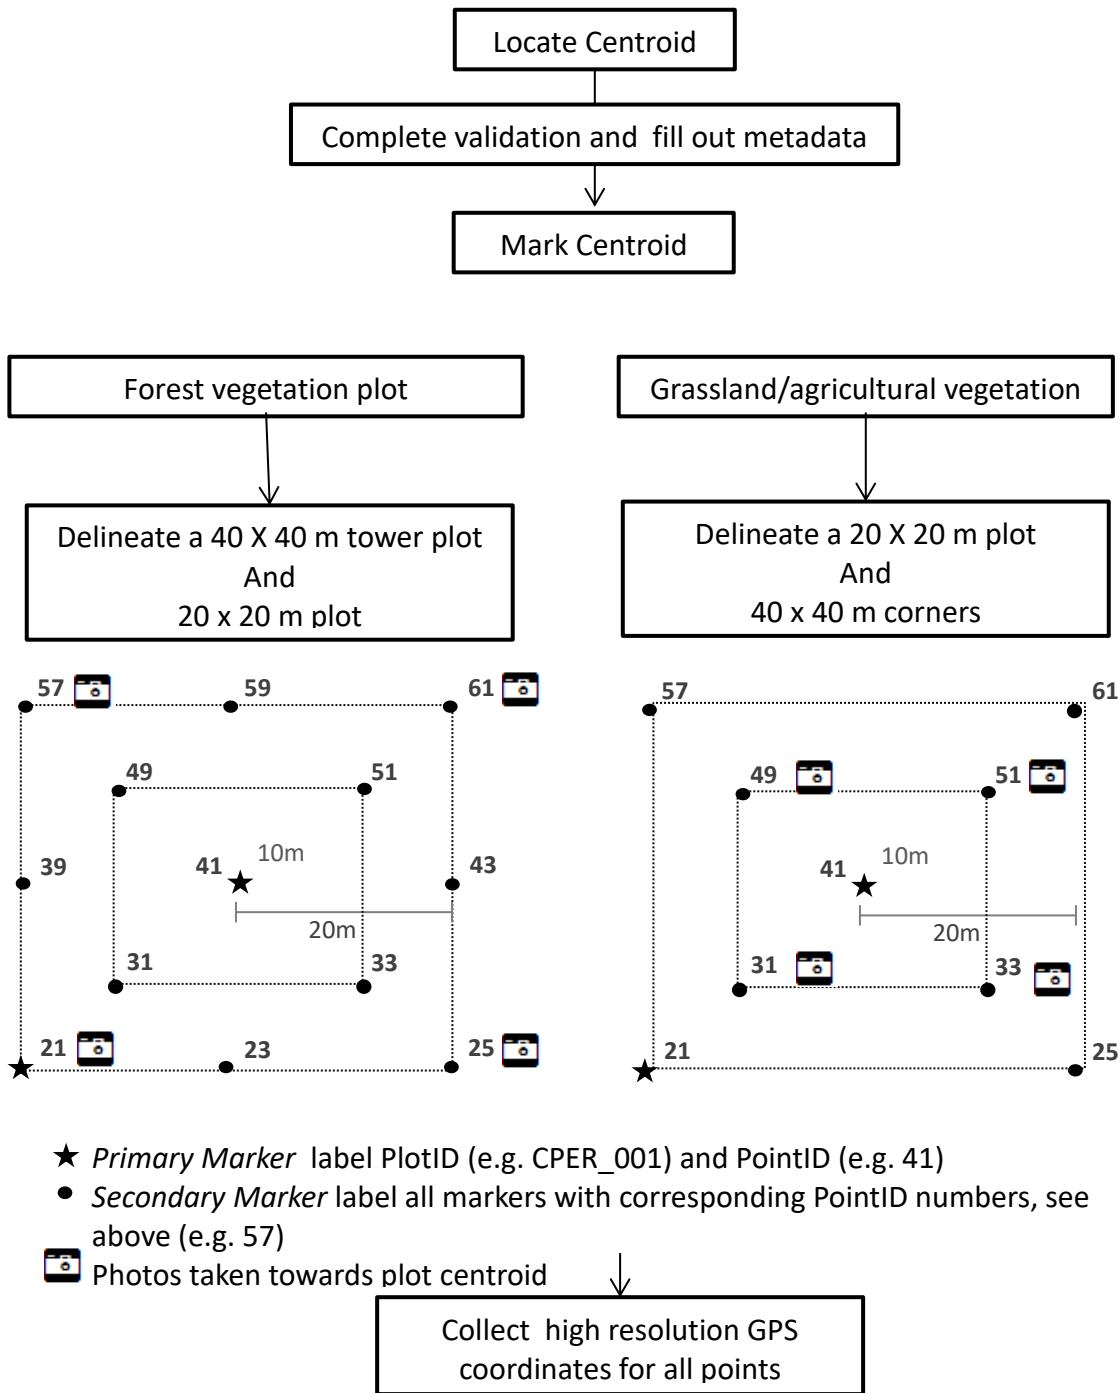 Locate Centroid
Complete validation and fill out metadata
Mark Centroid
Forest vegetation plot
Grassland/agricultural vegetation
Delineate a 40 X 40 m tower plot
And
20 x 20 m plot
Delineate a 20 X 20 m plot
And
40 x 40 m corners
57
59
61
49
51
39
41
10m
43
20m
31
33
21
23
25
57
61
49
51
41
10m
20m
31
33
21
25
Primary Marker label PlotID (e.g. CPER_001) and PointID (e.g. 41)
Secondary Marker label all markers with corresponding PointID numbers, see
above (e.g. 57)
Photos taken towards plot centroid
Collect high resolution GPS
coordinates for all points